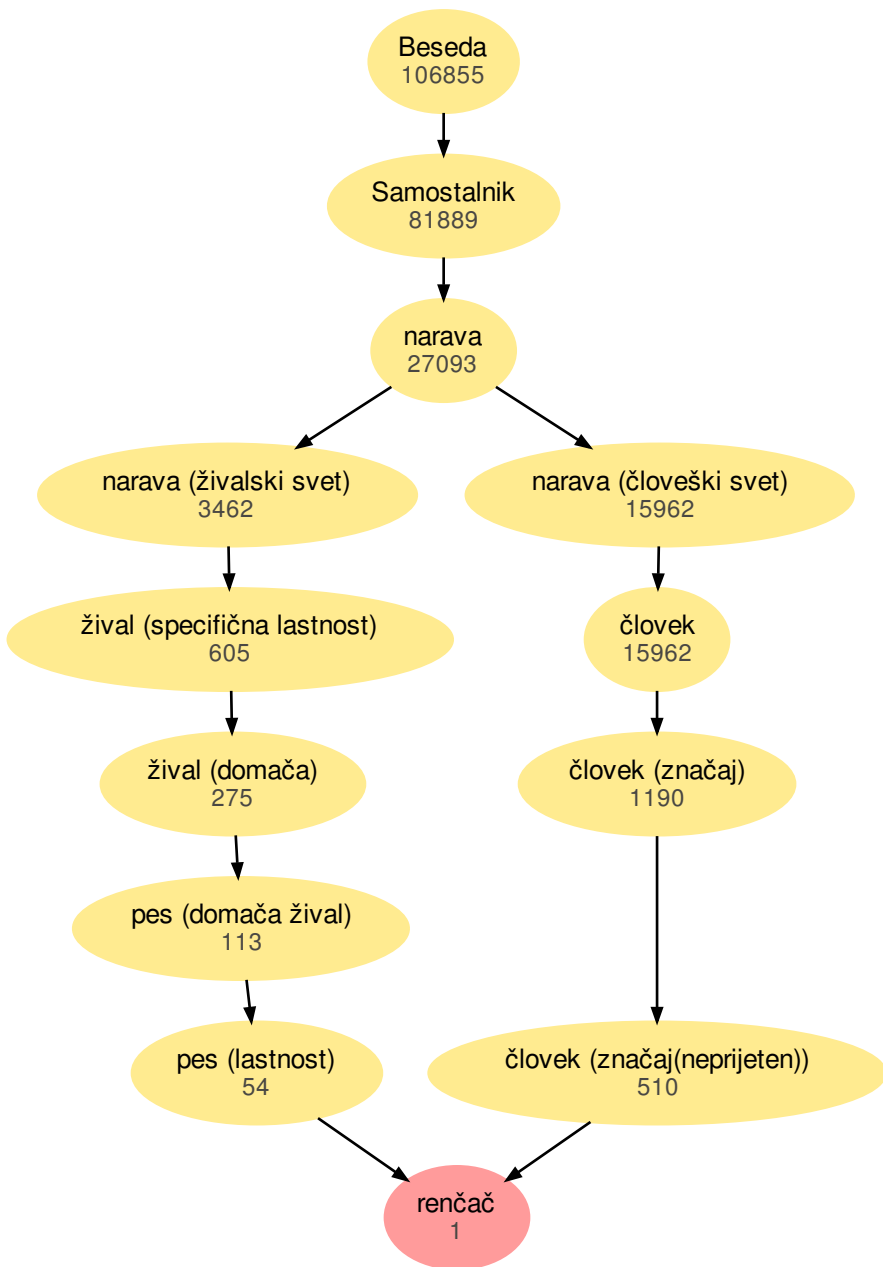 Beseda
106855
Samostalnik
81889
narava
27093
narava (živalski svet)
3462
narava (človeški svet)
15962
žival (specifična lastnost)
605
človek
15962
žival (domača)
275
človek (značaj)
1190
pes (domača žival)
113
pes (lastnost)
54
človek (značaj(neprijeten))
510
renčač
1